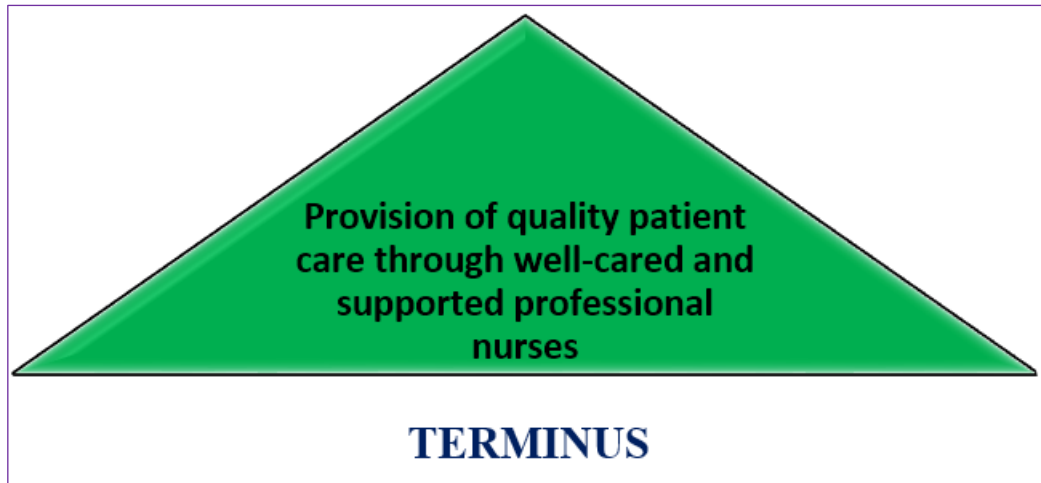 Provision of quality patient
care through well-cared and
supported professional
nurses
TERMINUS